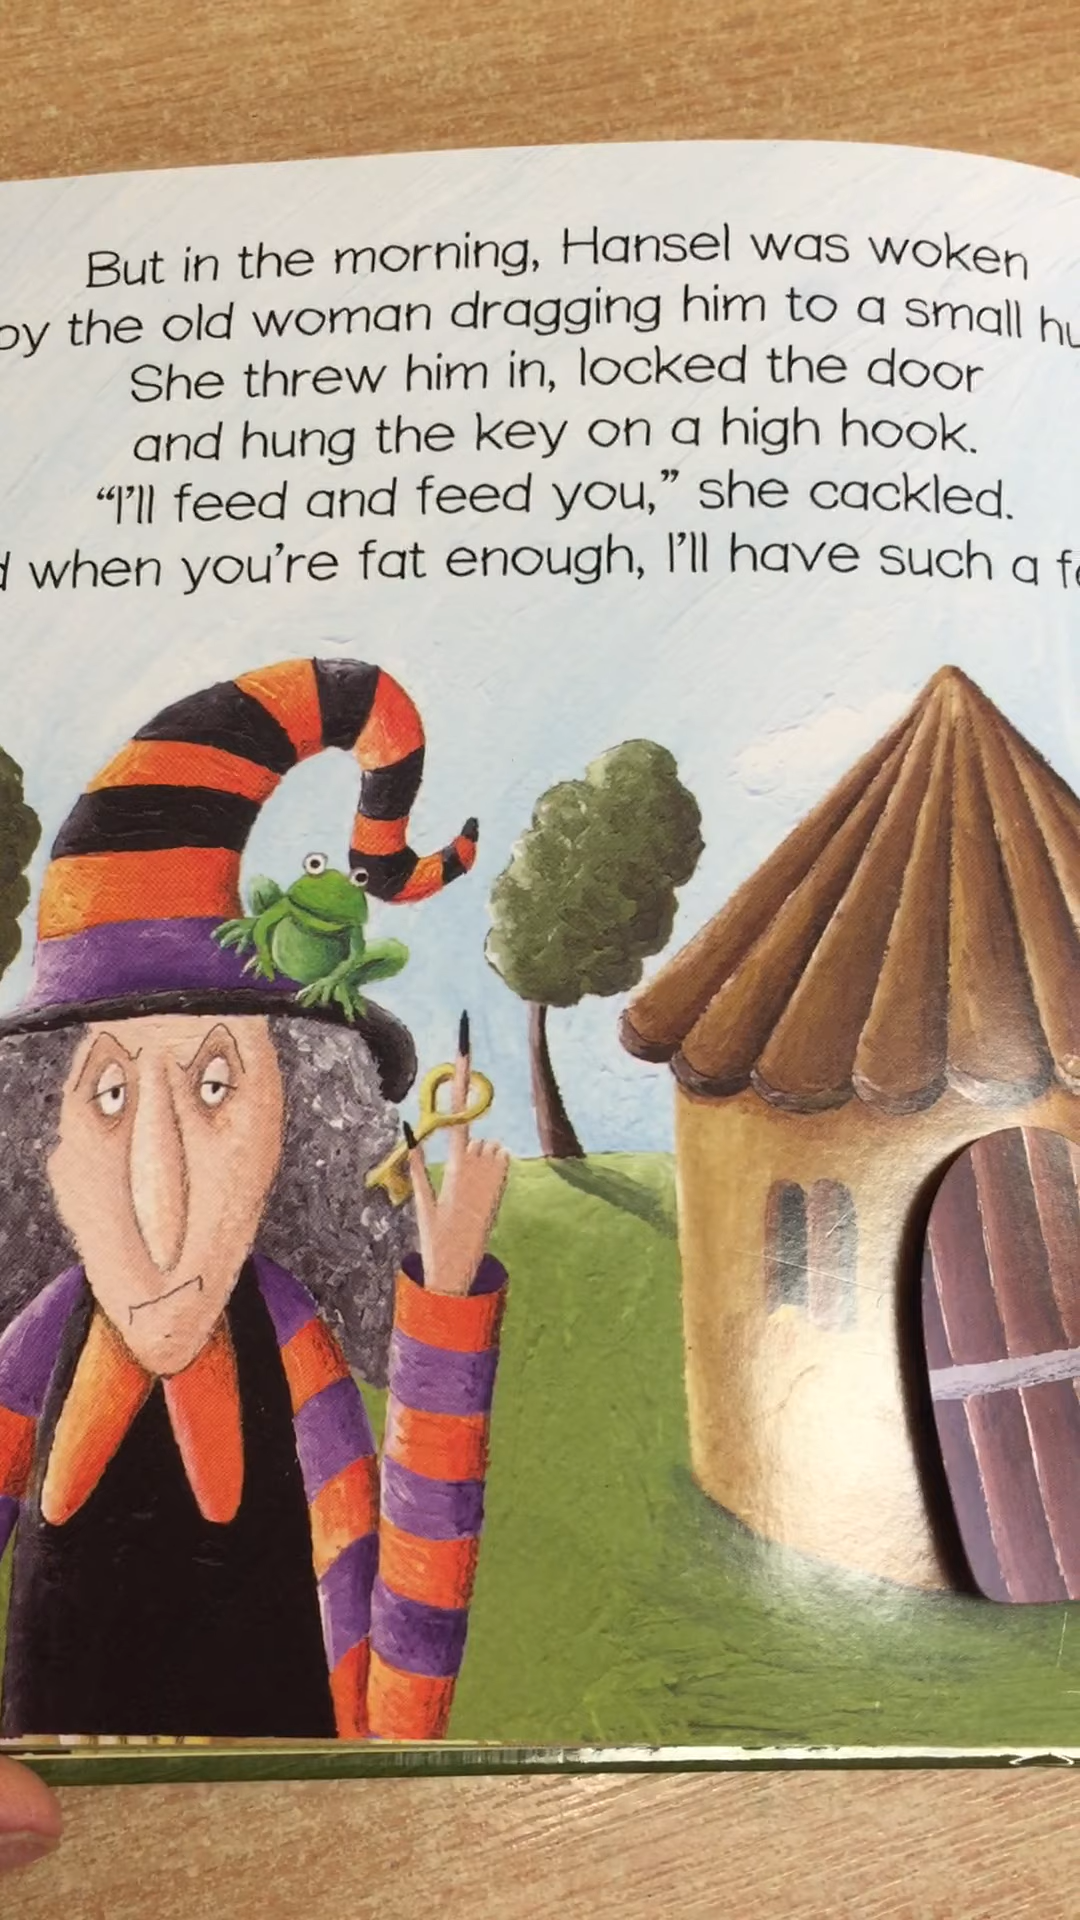 But in the morning, Hansel was woken
by the old woman dragging him to a small
She threw him in, locked the door
and hung the key on a high hook.
“I’ll feed and feed you,” she cackled.
when you’re fat enough, I’ll have such a